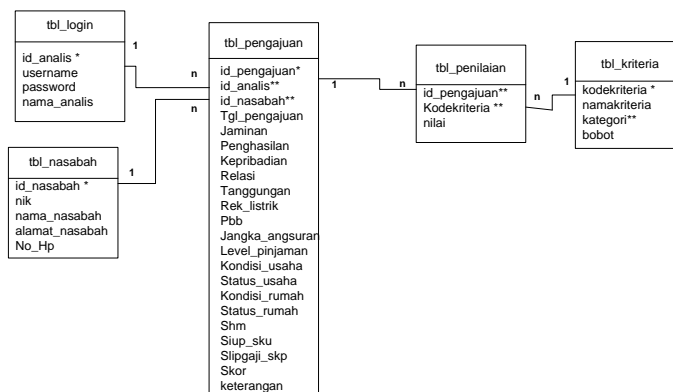 tbl_login
id_analis *
username
password
nama_analis
1
n
tbl_nasabah
id_nasabah *
nik
nama_nasabah
alamat_nasabah
No_Hp
1
n
tbl_pengajuan
id_pengajuan*
id_analis**
id_nasabah**
Tgl_pengajuan
Jaminan
Penghasilan
Kepribadian
Relasi
Tanggungan
Rek_listrik
Pbb
Jangka_angsuran
Level_pinjaman
Kondisi_usaha
Status_usaha
Kondisi_rumah
Status_rumah
Shm
Siup_sku
Slipgaji_skp
Skor
keterangan
1
n
tbl_penilaian
id_pengajuan**
Kodekriteria **
nilai
n
1
tbl_kriteria
kodekriteria *
namakriteria
kategori**
bobot